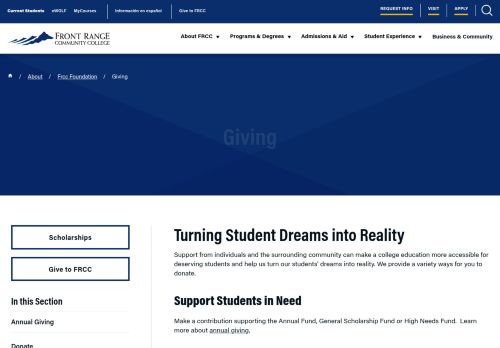 Current Students eWOLF MyCourses Información en español Give to FRCC REQUEST INFO VISIT APPLY
FRONT RANGE
COMMUNITY COLLEGE
About FRCC Programs & Degrees Admissions & Aid Student Experience Business & Community
/ About / Frcc Foundation / Giving
Giving
Scholarships
Give to FRCC
In this Section
Annual Giving
Donate
Turning Student Dreams into Reality
Support from individuals and the surrounding community can make a college education more accessible for
deserving students and help us turn our students' dreams into reality. We provide a variety ways for you to
donate.
Support Students in Need
Make a contribution supporting the Annual Fund, General Scholarship Fund or High Needs Fund. Learn
more about annual giving.